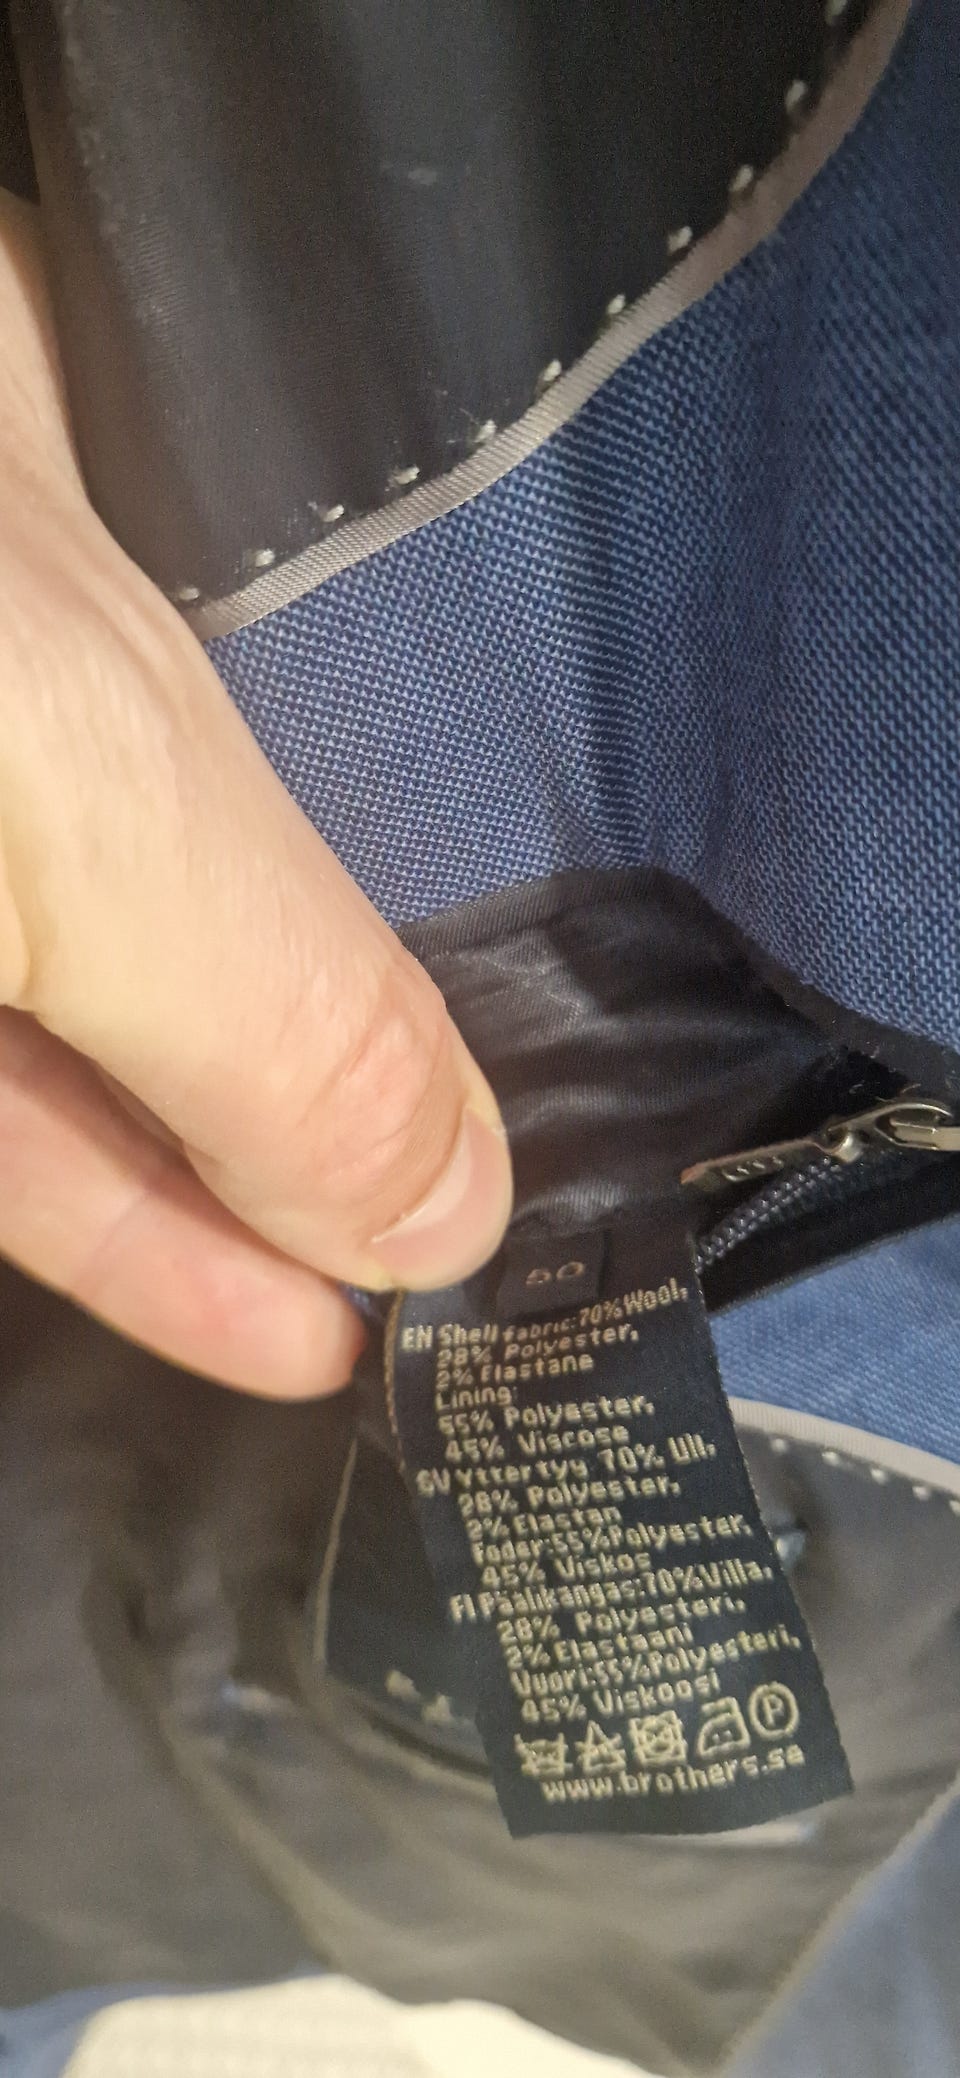 50
EN Shell fabric:70%Wool,
28% Polyester,
2% Elastane
Lining:
55% Polyester,
45% Viscose
SV Yttertyg 70% Ull,
28% Polyester,
2% Elastan
Foder:55%Polyester,
45% Viskos
FI Päälikangas:70%Villa,
28% Polyesteri,
2% Elastaani
Vuori:55%Polyesteri,
45% Viskoosi
P
www.brothers.se